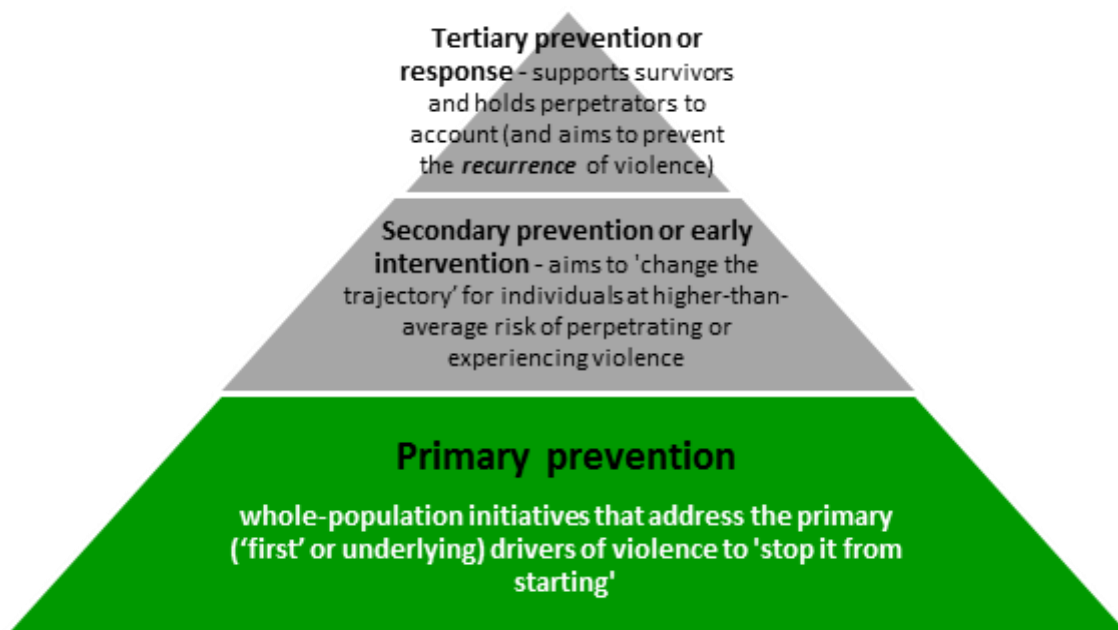 Tertiary prevention or
response - supports survivors
and holds perpetrators to
account (and aims to prevent
the recurrence of violence)
Secondary prevention or early
intervention - aims to 'change the
trajectory’ for individuals at higher-than-
average risk of perpetrating or
experiencing violence
Primary prevention
whole-population initiatives that address the primary
(‘first’ or underlying) drivers of violence to 'stop it from
starting'